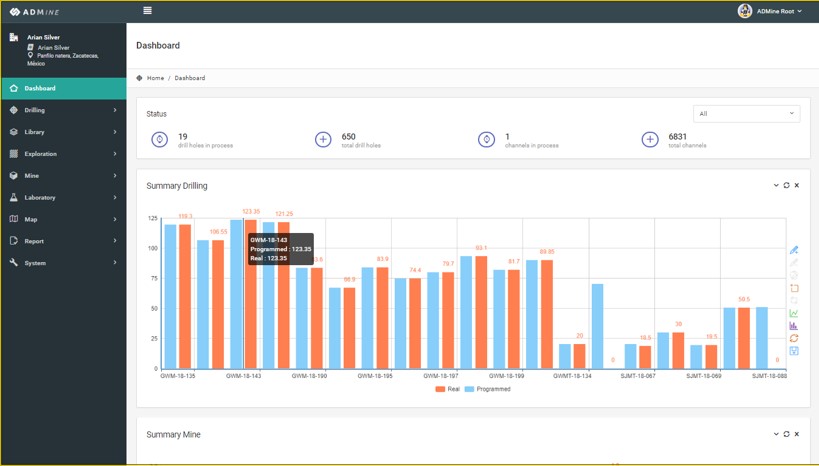 ADMINE
ADMine Root
Arian Silver
Arian Silver
Panfilo natera, Zacatecas,
México
Dashboard
Drilling
Library
Exploration
Mine
Laboratory
Map
Report
System
Dashboard
Home / Dashboard
Status
All
19
drill holes in process
650
total drill holes
1
channels in process
6831
total channels
Summary Drilling
125
100
75
50
25
0
119.3
106.55
123.35
121.25
83.8
74.4
79.7
93.1
81.7
89.85
20
0
18.5
30
19.5
50.5
0
GWM-18-143
Programmed : 123.35
Real : 123.35
GWM-18-135
GWM-18-143
GWM-18-190
GWM-18-195
GWM-18-197
GWM-18-199
GWMT-18-134
SJMT-18-067
SJMT-18-069
SJMT-18-088
Real
Programmed
Summary Mine